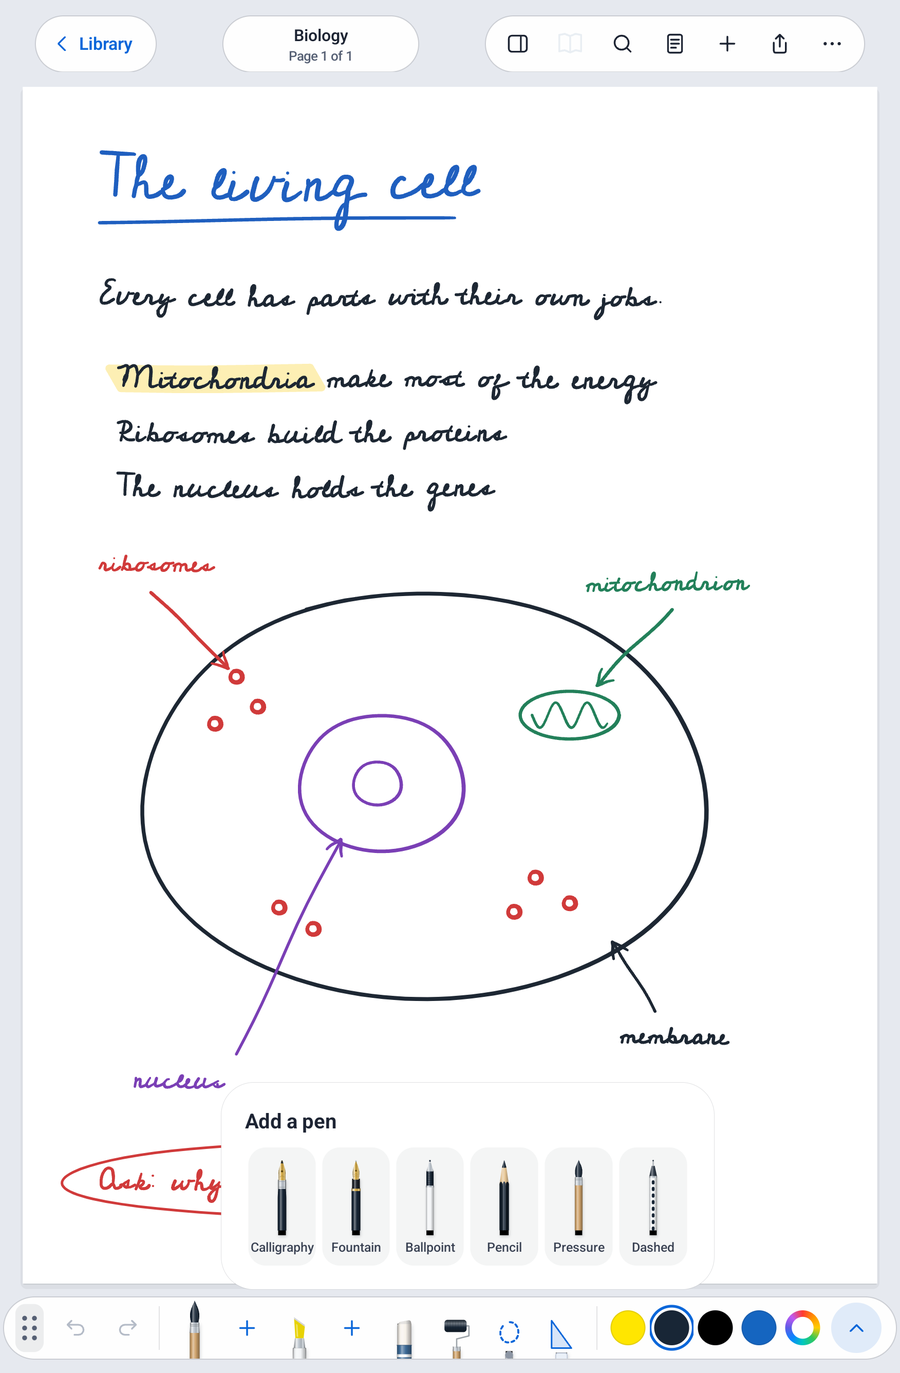 Library
Biology
Page 1 of 1
The living cell
Every cell has parts with their own jobs.
Mitochondria make most of the energy
Ribosomes build the proteins
The nucleus holds the genes
ribosomes
mitochondrion
membrane
nucleus
Add a pen
Ask: why
Calligraphy Fountain Ballpoint Pencil Pressure Dashed